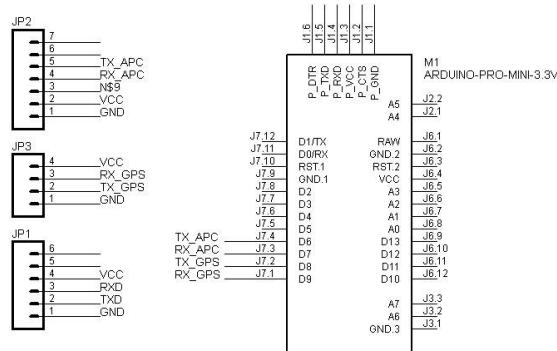 JP2
7
6
5 TX_APC
4 RX_APC
3 N$9
2 VCC
1 GND
JP3
4 VCC
3 RX_GPS
2 TX_GPS
1 GND
JP1
6
5
4 VCC
3 RXD
2 TXD
1 GND
J1.6 J1.5 J1.4 J1.3 J1.2 J1.1
P_DTR P_TXD P_RXD P_VCC P_CTS P_GND
M1
ARDUINO-PRO-MINI-3.3V
A5 J2.2
A4 J2.1
J7.12 D1/TX RAW J6.1
J7.11 D0/RX GND.2 J6.2
J7.10 RST.1 RST.2 J6.3
J7.9 GND.1 VCC J6.4
J7.8 D2 A3 J6.5
J7.7 D3 A2 J6.6
J7.6 D4 A1 J6.7
J7.5 D5 A0 J6.8
TX_APC J7.4 D6 D13 J6.9
RX_APC J7.3 D7 D12 J6.10
TX_GPS J7.2 D8 D11 J6.11
RX_GPS J7.1 D9 D10 J6.12
A7 J3.3
A6 J3.2
GND.3 J3.1